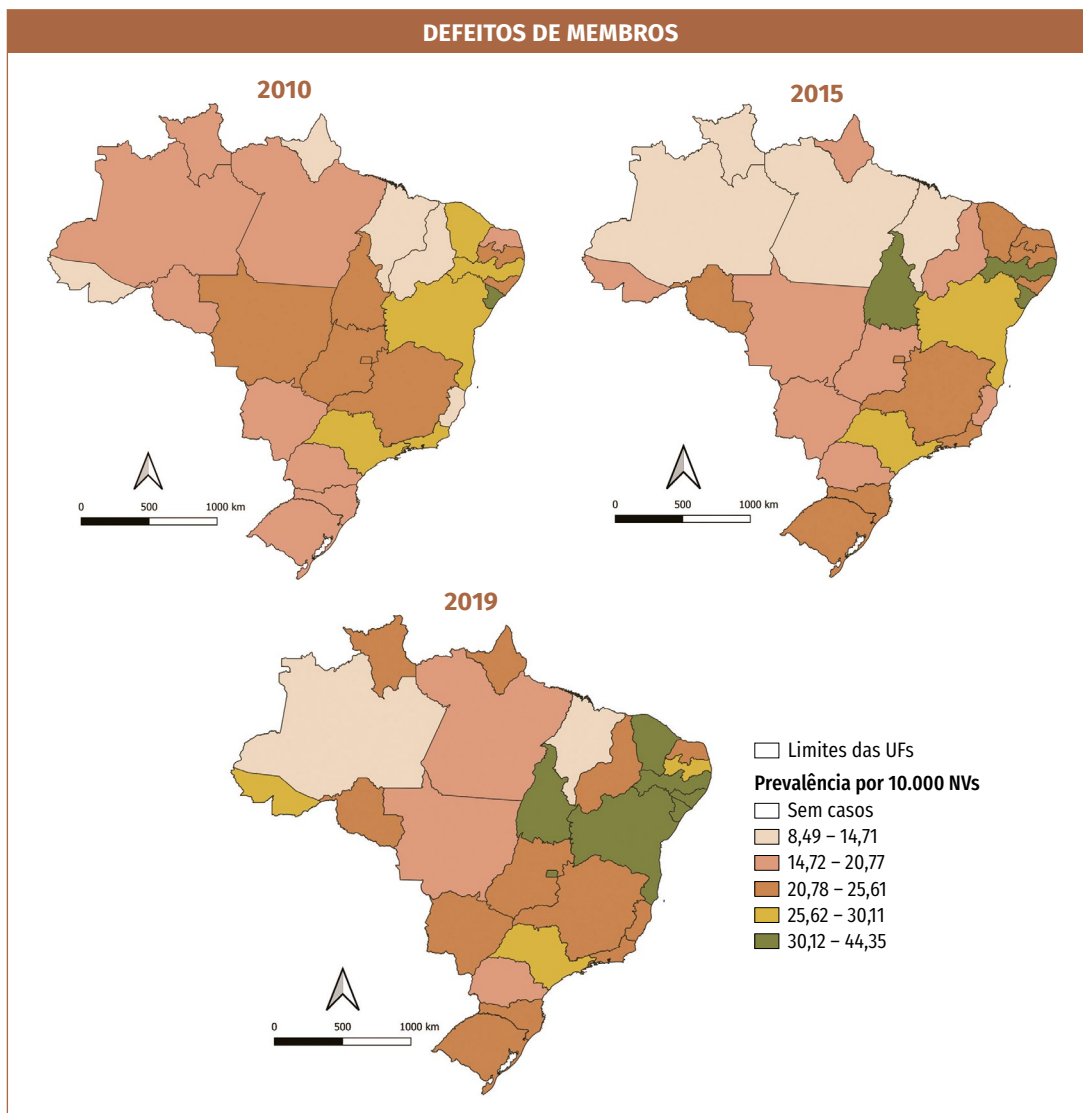 DEFEITOS DE MEMBROS
2010
2015
0 500 1000 km
0 500 1000 km
2019
0 500 1000 km
Limites das UFs
Prevalência por 10.000 NVs
Sem casos
8,49 – 14,71
14,72 – 20,77
20,78 – 25,61
25,62 – 30,11
30,12 – 44,35